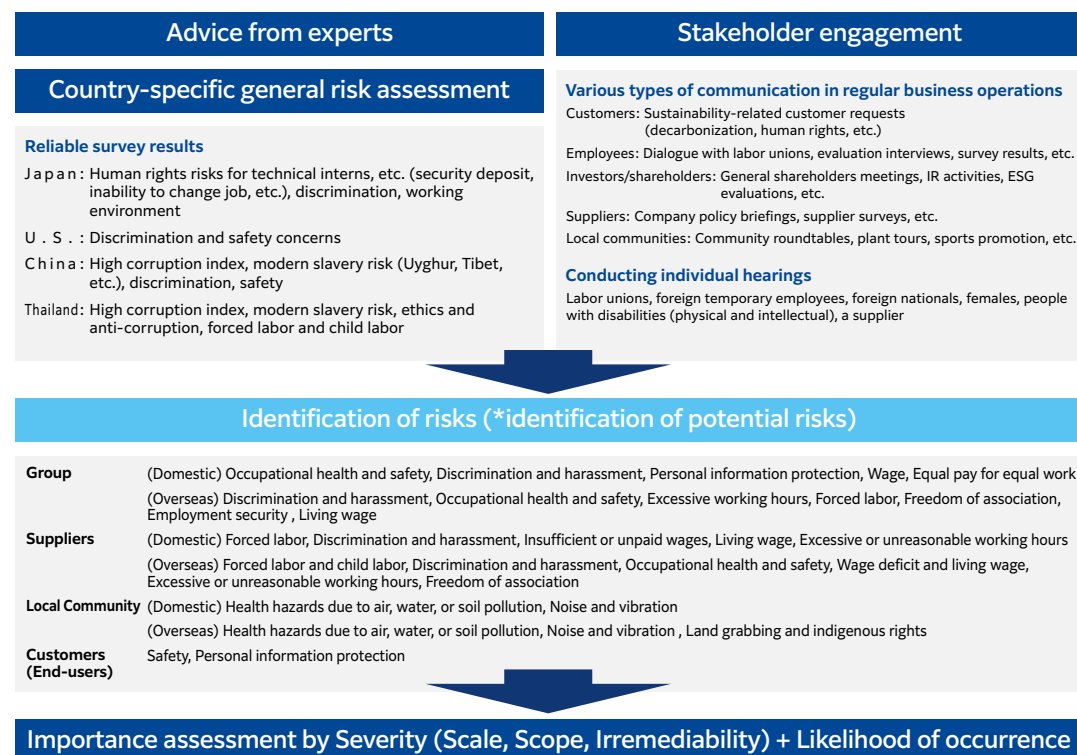 Advice from experts
Country-specific general risk assessment
Reliable survey results
Japan: Human rights risks for technical interns, etc. (security deposit,
inability to change job, etc.), discrimination, working
environment
U.S.: Discrimination and safety concerns
China: High corruption index, modern slavery risk (Uyghur, Tibet,
etc.), discrimination, safety
Thailand: High corruption index, modern slavery risk, ethics and
anti-corruption, forced labor and child labor
Stakeholder engagement
Various types of communication in regular business operations
Customers: Sustainability-related customer requests
(decarbonization, human rights, etc.)
Employees: Dialogue with labor unions, evaluation interviews, survey results, etc.
Investors/shareholders: General shareholders meetings, IR activities, ESG
evaluations, etc.
Suppliers: Company policy briefings, supplier surveys, etc.
Local communities: Community roundtables, plant tours, sports promotion, etc.
Conducting individual hearings
Labor unions, foreign temporary employees, foreign nationals, females, people
with disabilities (physical and intellectual), a supplier
Identification of risks (*identification of potential risks)
Group (Domestic) Occupational health and safety, Discrimination and harassment, Personal information protection, Wage, Equal pay for equal work
(Overseas) Discrimination and harassment, Occupational health and safety, Excessive working hours, Forced labor, Freedom of association,
Employment security , Living wage
Suppliers (Domestic) Forced labor, Discrimination and harassment, Insufficient or unpaid wages, Living wage, Excessive or unreasonable working hours
(Overseas) Forced labor and child labor, Discrimination and harassment, Occupational health and safety, Wage deficit and living wage,
Excessive or unreasonable working hours, Freedom of association
Local Community (Domestic) Health hazards due to air, water, or soil pollution, Noise and vibration
(Overseas) Health hazards due to air, water, or soil pollution, Noise and vibration , Land grabbing and indigenous rights
Customers Safety, Personal information protection
(End-users)
Importance assessment by Severity (Scale, Scope, Irremediability) + Likelihood of occurrence